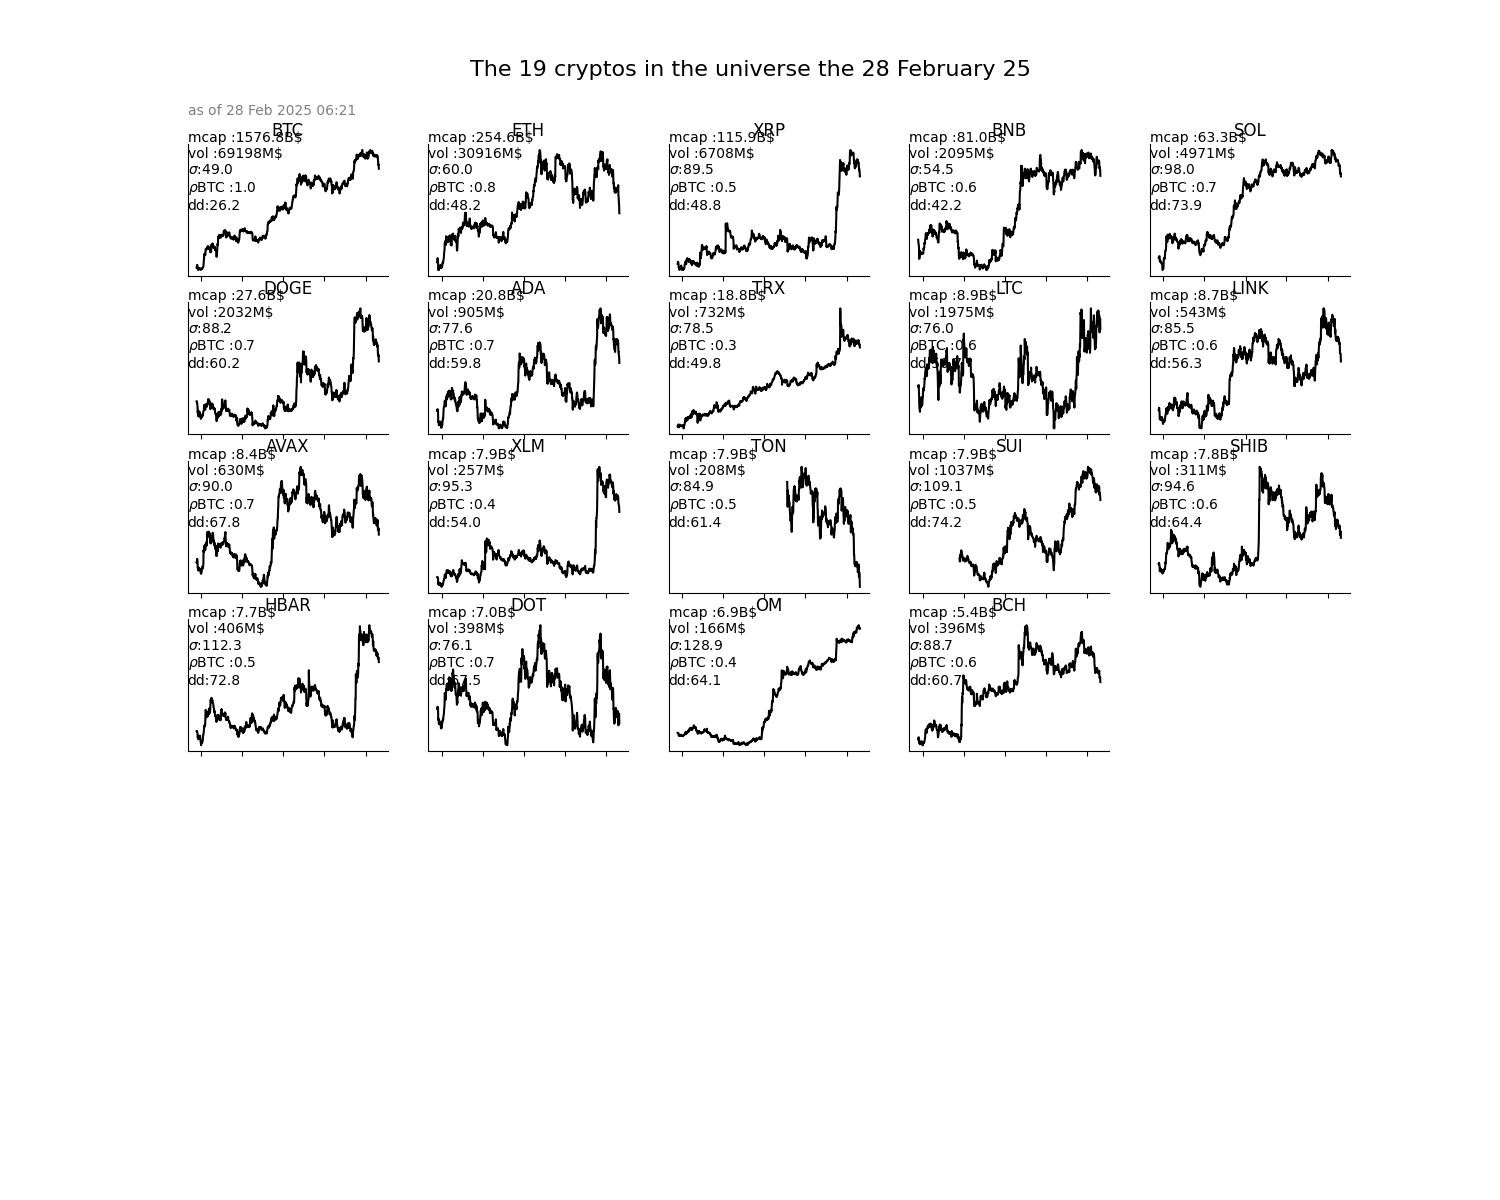 The 19 cryptos in the universe the 28 February 25
as of 28 Feb 2025 06:21
BTC
mcap :1576.8B$
vol :69198M$
σ:49.0
ρBTC :1.0
dd:26.2
ETH
mcap :254.6B$
vol :30916M$
σ:60.0
ρBTC :0.8
dd:48.2
XRP
mcap :115.9B$
vol :6708M$
σ:89.5
ρBTC :0.5
dd:48.8
BNB
mcap :81.0B$
vol :2095M$
σ:54.5
ρBTC :0.6
dd:42.2
SOL
mcap :63.3B$
vol :4971M$
σ:98.0
ρBTC :0.7
dd:73.9
DOGE
mcap :27.6B$
vol :2032M$
σ:88.2
ρBTC :0.7
dd:60.2
ADA
mcap :20.8B$
vol :905M$
σ:77.6
ρBTC :0.7
dd:59.8
TRX
mcap :18.8B$
vol :732M$
σ:78.5
ρBTC :0.3
dd:49.8
LTC
mcap :8.9B$
vol :1975M$
σ:76.0
ρBTC :0.6
LINK
mcap :8.7B$
vol :543M$
σ:85.5
ρBTC :0.6
dd:56.3
AVAX
mcap :8.4B$
vol :630M$
σ:90.0
ρBTC :0.7
dd:67.8
XLM
mcap :7.9B$
vol :257M$
σ:95.3
ρBTC :0.4
dd:54.0
TON
mcap :7.9B$
vol :208M$
σ:84.9
ρBTC :0.5
dd:61.4
SUI
mcap :7.9B$
vol :1037M$
σ:109.1
ρBTC :0.5
dd:74.2
SHIB
mcap :7.8B$
vol :311M$
σ:94.6
ρBTC :0.6
dd:64.4
HBAR
mcap :7.7B$
vol :406M$
σ:112.3
ρBTC :0.5
dd:72.8
DOT
mcap :7.0B$
vol :398M$
σ:76.1
ρBTC :0.7
dd:67.5
OM
mcap :6.9B$
vol :166M$
σ:128.9
ρBTC :0.4
dd:64.1
BCH
mcap :5.4B$
vol :396M$
σ:88.7
ρBTC :0.6
dd:60.7